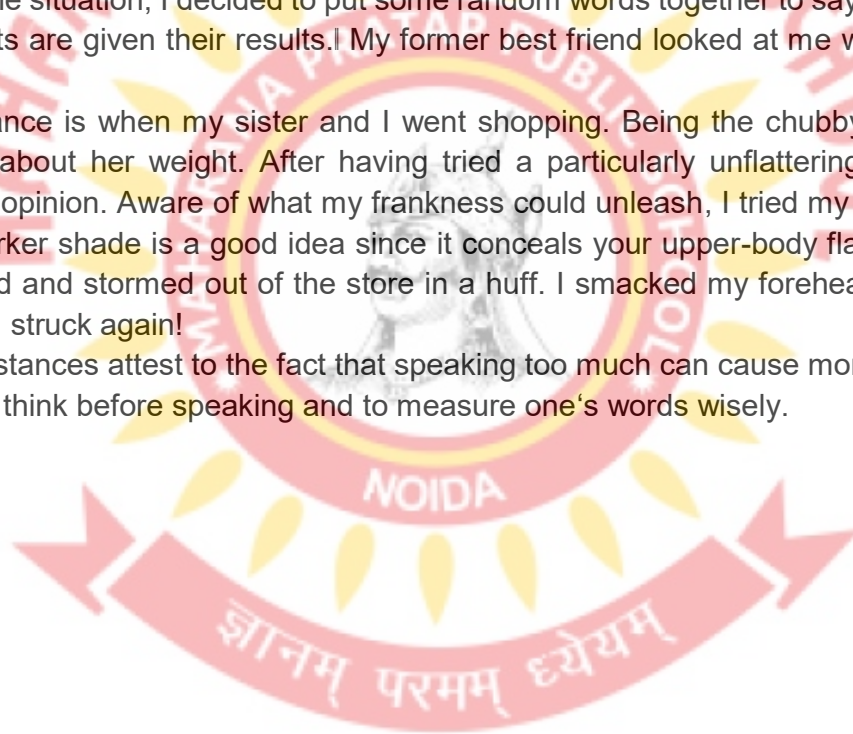 e situation, I decided to put some random words together to say
ts are given their results.‖ My former best friend looked at me w
ance is when my sister and I went shopping. Being the chubby
about her weight. After having tried a particularly unflattering
opinion. Aware of what my frankness could unleash, I tried my
rker shade is a good idea since it conceals your upper-body fla
d and stormed out of the store in a huff. I smacked my forehea
struck again!
stances attest to the fact that speaking too much can cause mor
think before speaking and to measure one‘s words wisely.
MAHARANA PRATAP PUBLIC SCHOOL
NOIDA
ज्ञानम् परमम् ध्येयम्